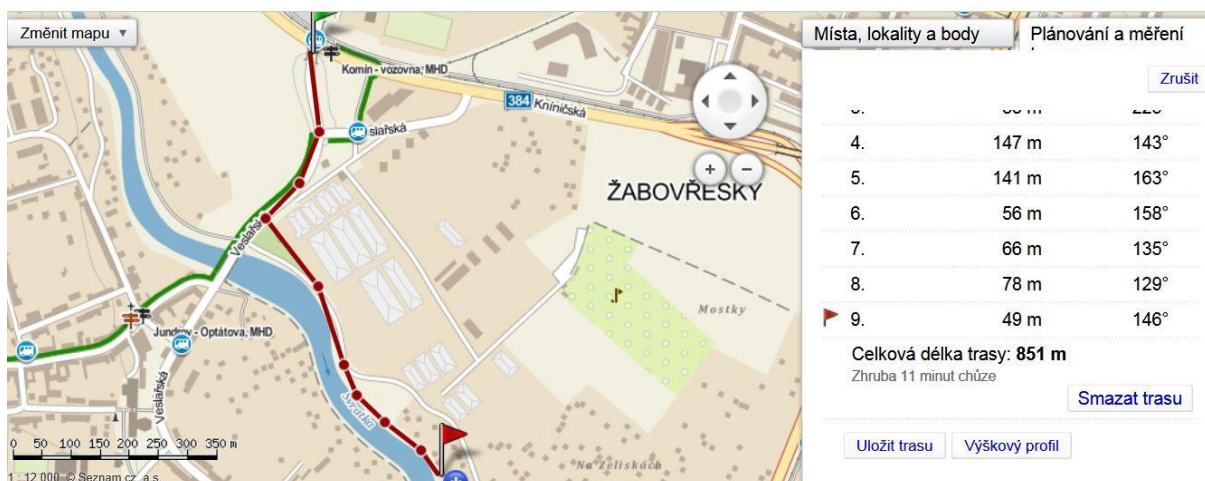 Změnit mapu
Místa, lokality a body
Plánování a měření
Zrušit
Komín - vozovna, MHD
384 Kníničská
slařská
ŽABOVŘESKY
Veslařs
Mostky
Jundrov - Optátova, MHD
Veslařská
Svratka
Na Zeliskách
0 50 100 150 200 250 300 350 m
1 : 12 000 © Seznam.cz, a.s.
4. 147 m 143°
5. 141 m 163°
6. 56 m 158°
7. 66 m 135°
8. 78 m 129°
9. 49 m 146°
Celková délka trasy: 851 m
Zhruba 11 minut chůze
Smazat trasu
Uložit trasu
Výškový profil